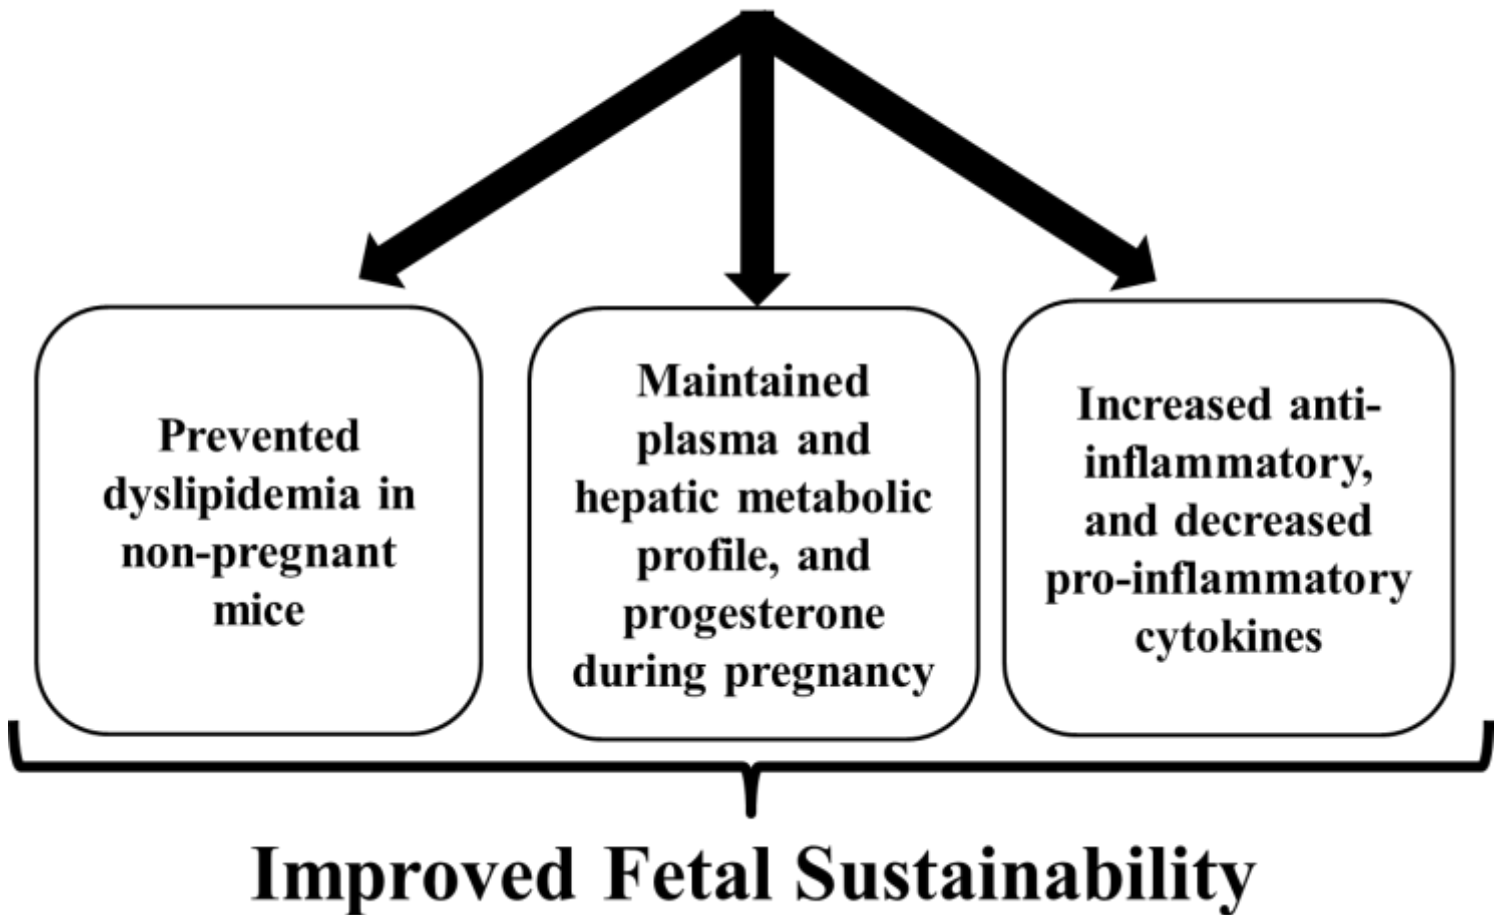 Prevented
dyslipidemia in
non-pregnant
mice
Maintained
plasma and
hepatic metabolic
profile, and
progesterone
during pregnancy
Increased anti-
inflammatory,
and decreased
pro-inflammatory
cytokines
Improved Fetal Sustainability